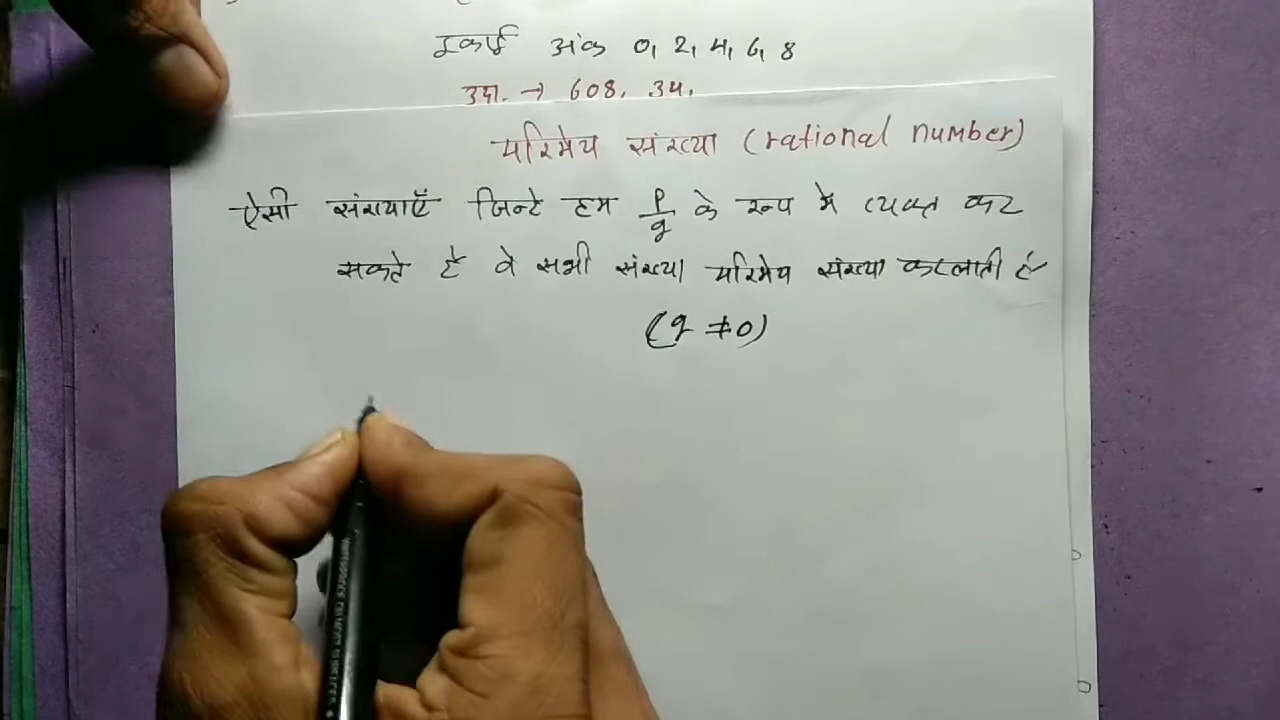 इकाई अंक 0, 2, 4, 6, 8
उदा. → 608, 34,
परिमेय संख्या (rational number)
ऐसी संख्याएँ जिन्हे हम p/q के रूप में व्यक्त कर
सकते है वे सभी संख्या परिमेय संख्या कहलाती है
(q ≠ 0)